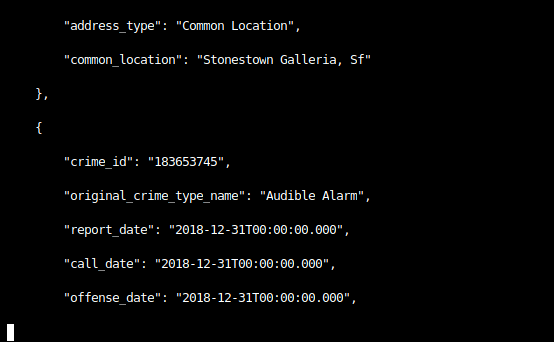 "address_type": "Common Location",
"common_location": "Stonestown Galleria, Sf"
},
{
"crime_id": "183653745",
"original_crime_type_name": "Audible Alarm",
"report_date": "2018-12-31T00:00:00.000",
"call_date": "2018-12-31T00:00:00.000",
"offense_date": "2018-12-31T00:00:00.000",